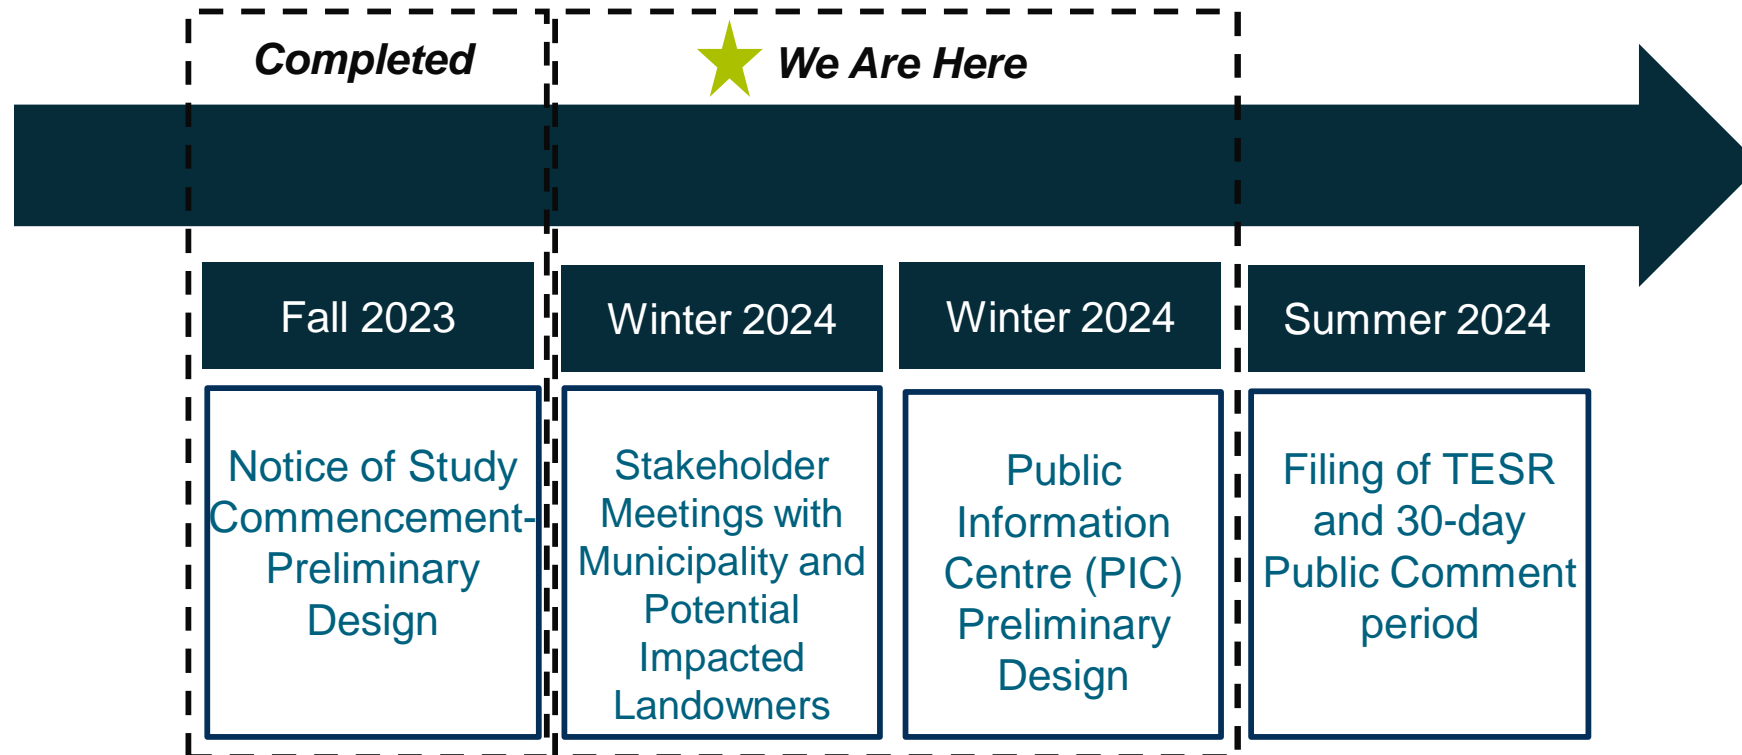 Completed
We Are Here
Fall 2023
Winter 2024
Winter 2024
Summer 2024
Notice of Study
Commencement-
Preliminary
Design
Stakeholder
Meetings with
Municipality and
Potential
Impacted
Landowners
Public
Information
Centre (PIC)
Preliminary
Design
Filing of TESR
and 30-day
Public Comment
period